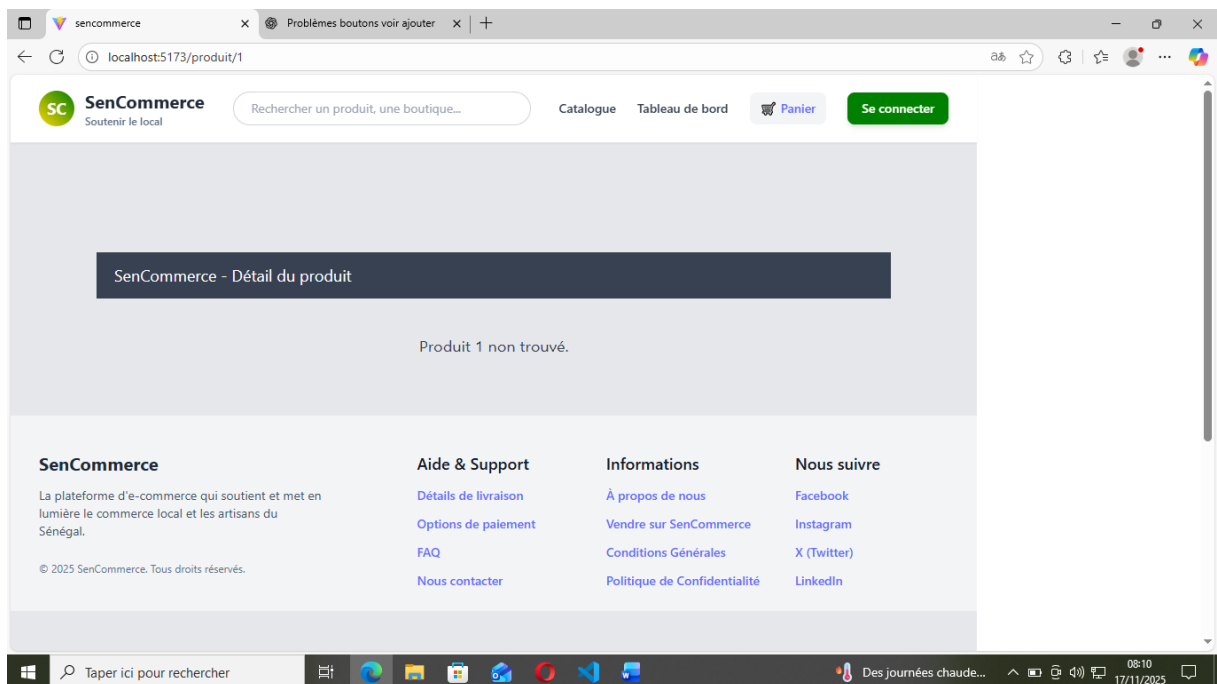 sencommerce
Problèmes boutons voir ajouter
localhost:5173/produit/1
SC
SenCommerce
Soutenir le local
Rechercher un produit, une boutique...
Catalogue
Tableau de bord
Panier
Se connecter
SenCommerce - Détail du produit
Produit 1 non trouvé.
SenCommerce
La plateforme d'e-commerce qui soutient et met en
lumière le commerce local et les artisans du
Sénégal.
© 2025 SenCommerce. Tous droits réservés.
Aide & Support
Détails de livraison
Options de paiement
FAQ
Nous contacter
Informations
À propos de nous
Vendre sur SenCommerce
Conditions Générales
Politique de Confidentialité
Nous suivre
Facebook
Instagram
X (Twitter)
LinkedIn
Taper ici pour rechercher
Des journées chaude...
08:10
17/11/2025